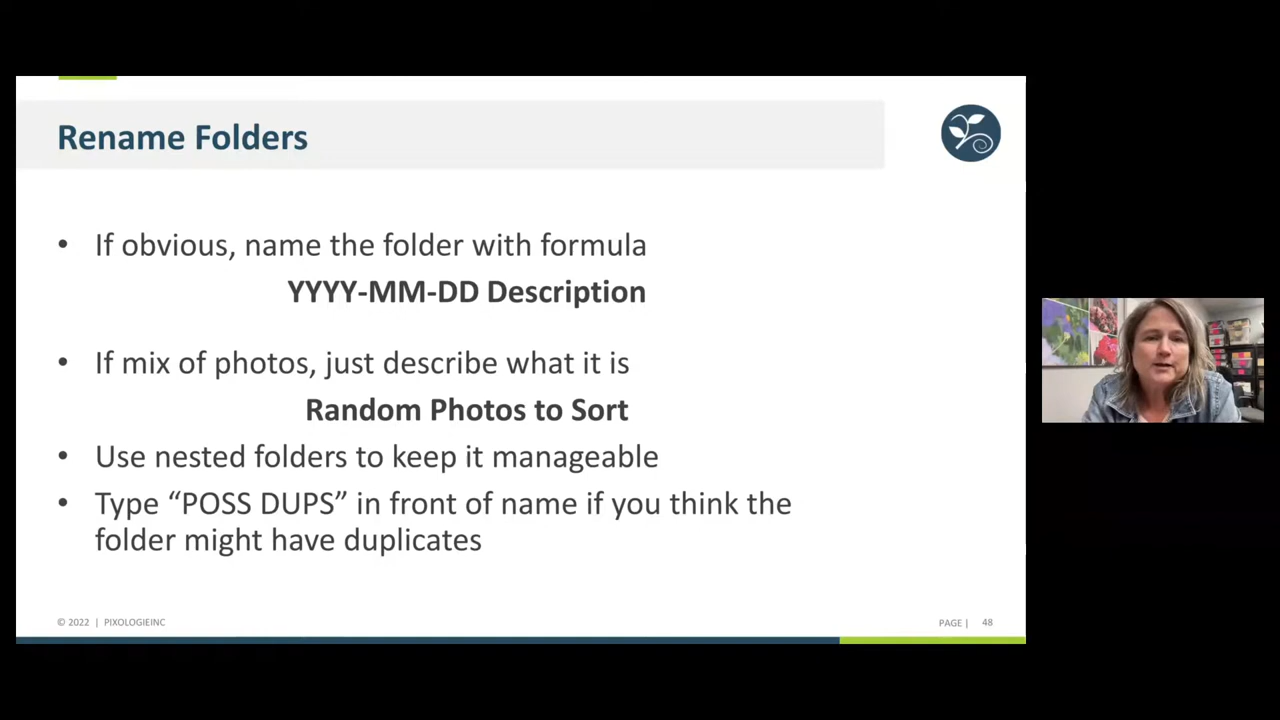 Rename Folders
• If obvious, name the folder with formula
YYYY-MM-DD Description
• If mix of photos, just describe what it is
Random Photos to Sort
• Use nested folders to keep it manageable
• Type “POSS DUPS” in front of name if you think the
folder might have duplicates
© 2022 | PIXOLOGIEINC
PAGE | 48